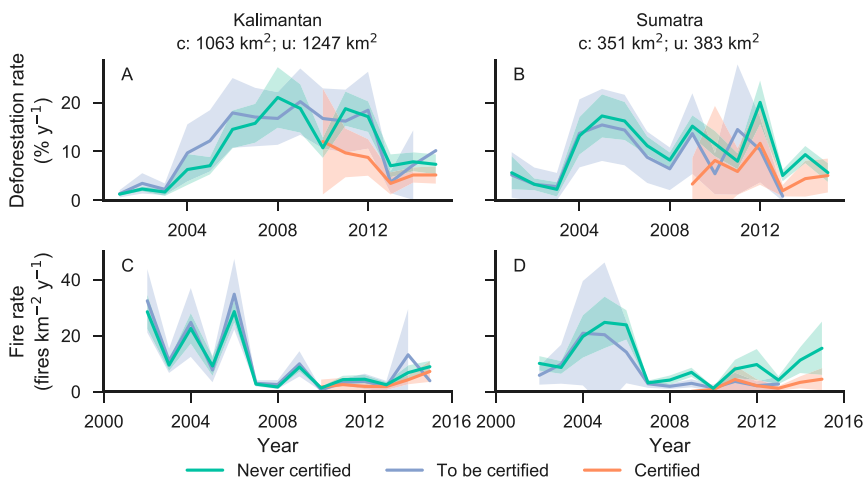 Kalimantan
c: 1063 km²; u: 1247 km²
Sumatra
c: 351 km²; u: 383 km²
Deforestation rate
(% y⁻¹)
A
20
10
0
2004
2008
2012
B
2004
2008
2012
Fire rate
(fires km⁻² y⁻¹)
C
40
20
0
2000
2004
2008
2012
2016
Year
D
2000
2004
2008
2012
2016
Year
Never certified
To be certified
Certified